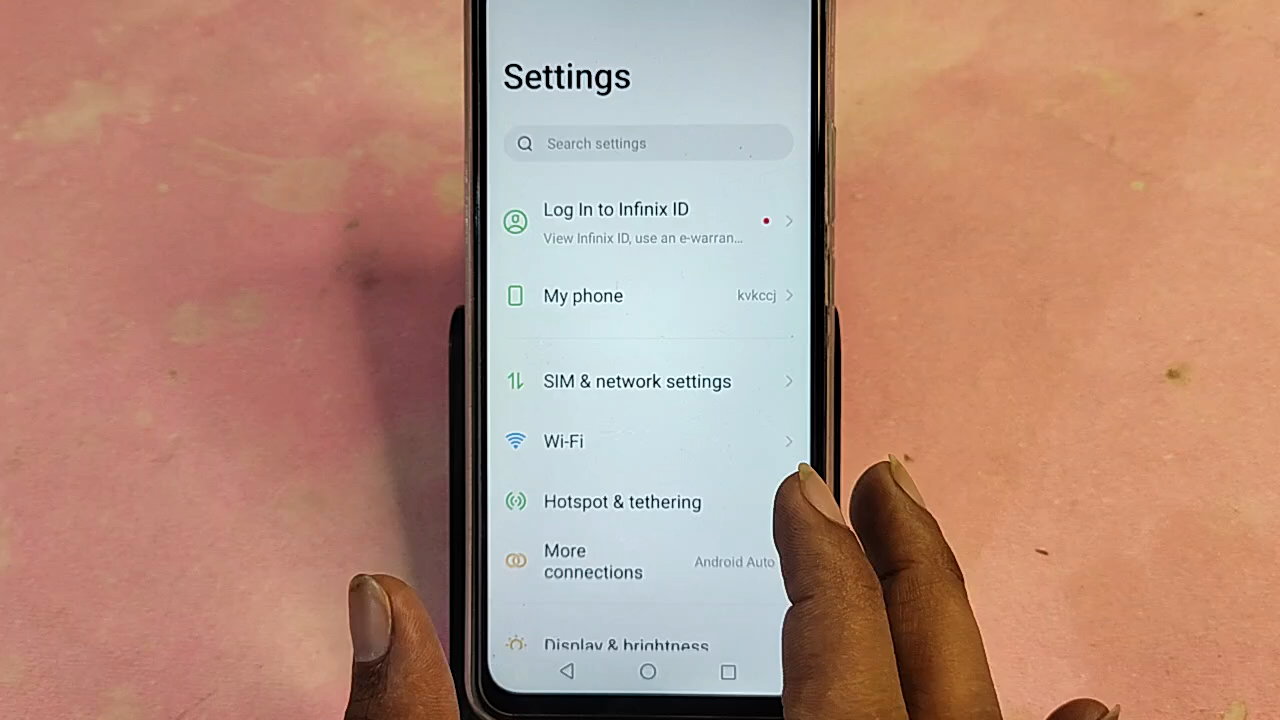 Settings
Search settings
Log In to Infinix ID
View Infinix ID, use an e-warran...
My phone
kvkccj
SIM & network settings
Wi-Fi
Hotspot & tethering
More
connections
Android Auto
Display & brightness